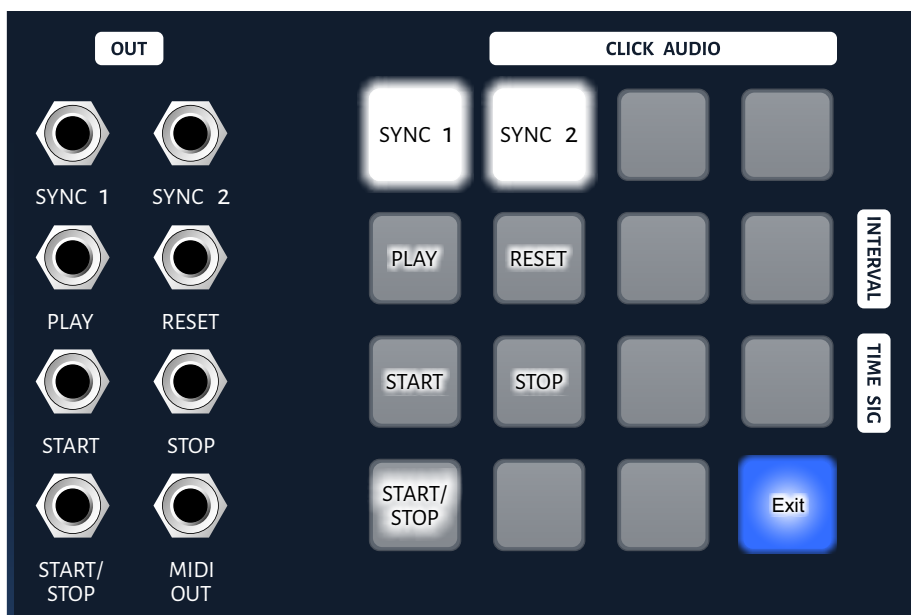 OUT
CLICK AUDIO
SYNC 1
SYNC 2
PLAY
RESET
START
STOP
START/
STOP
MIDI
OUT
SYNC 1
SYNC 2
PLAY
RESET
INTERVAL
START
STOP
TIME SIG
START/
STOP
Exit